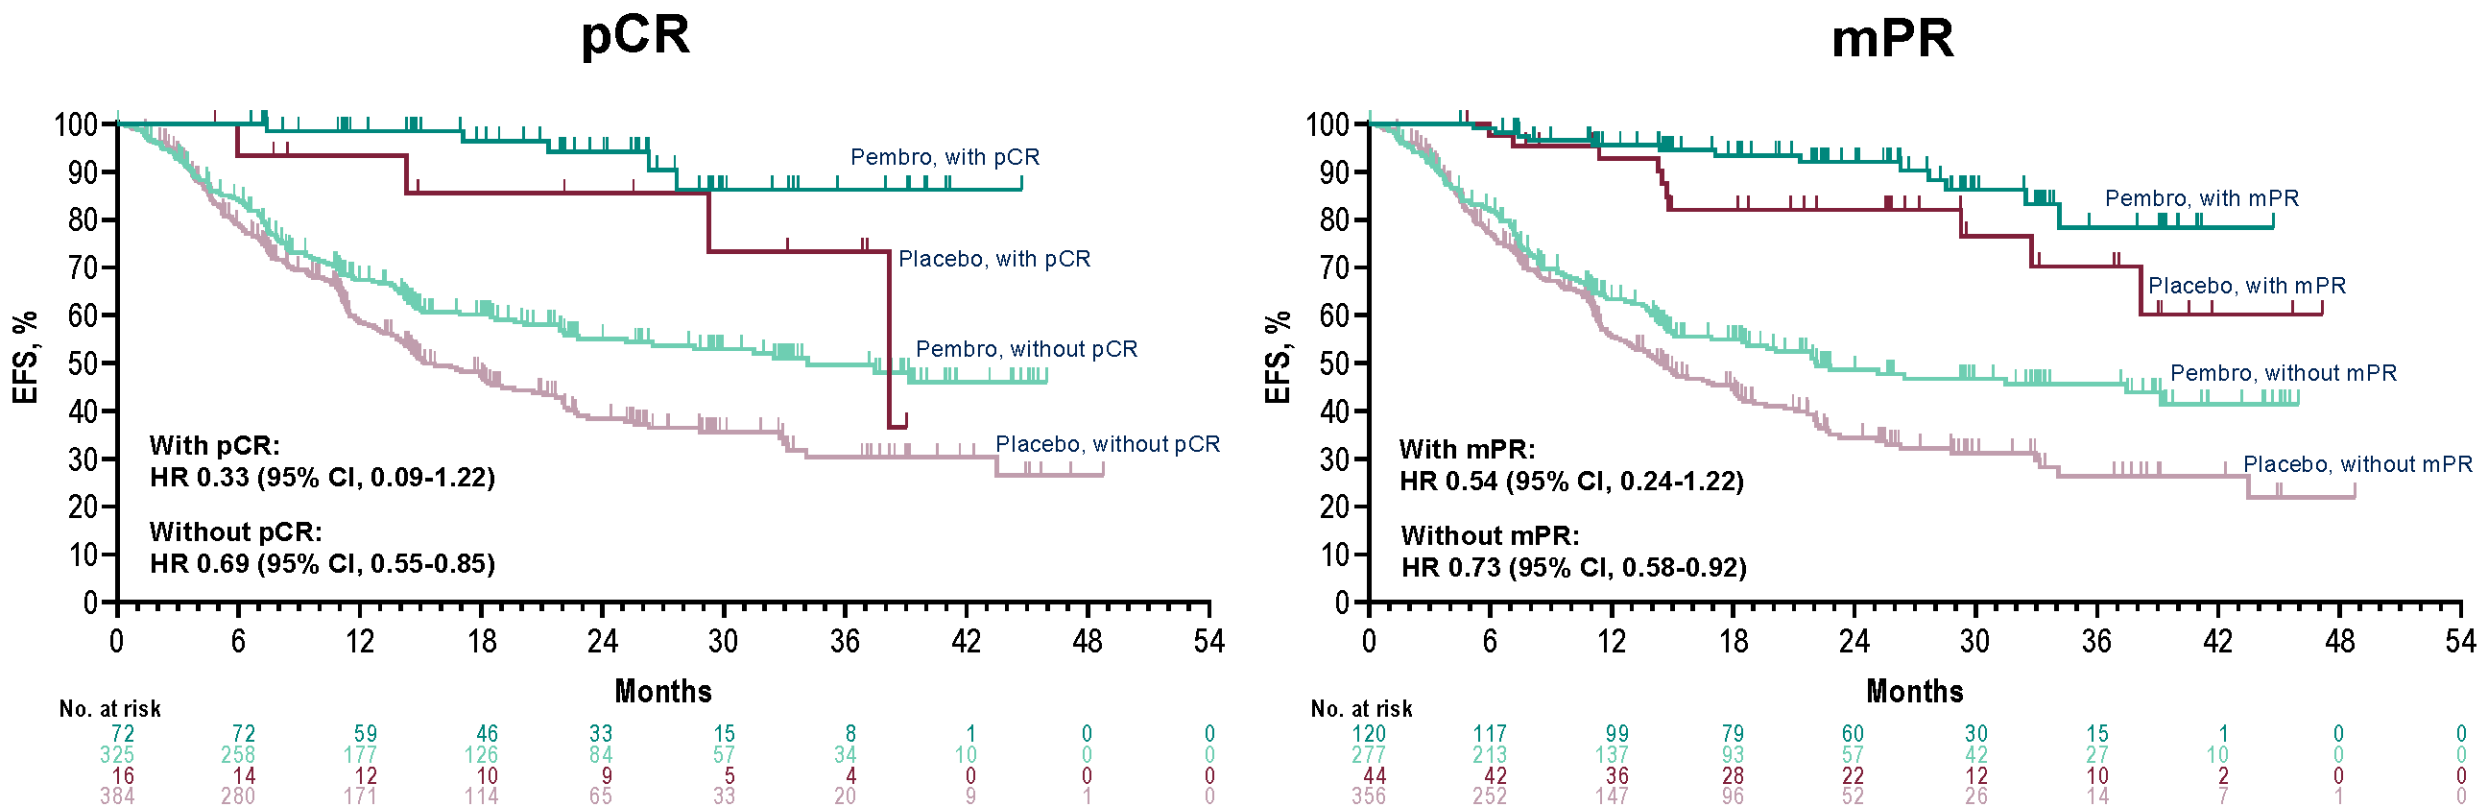 pCR
100
90
80
70
60
50
40
30
20
10
0
EFS, %
Pembro, with pCR
Placebo, with pCR
Pembro, without pCR
Placebo, without pCR
With pCR:
HR 0.33 (95% CI, 0.09-1.22)
Without pCR:
HR 0.69 (95% CI, 0.55-0.85)
0 6 12 18 24 30 36 42 48 54
Months
No. at risk
72 72 59 46 33 15 8 1 0 0
325 258 177 126 84 57 34 10 0 0
16 14 12 10 9 5 4 0 0 0
384 280 171 114 65 33 20 9 1 0
mPR
100
90
80
70
60
50
40
30
20
10
0
EFS, %
Pembro, with mPR
Placebo, with mPR
Pembro, without mPR
Placebo, without mPR
With mPR:
HR 0.54 (95% CI, 0.24-1.22)
Without mPR:
HR 0.73 (95% CI, 0.58-0.92)
0 6 12 18 24 30 36 42 48 54
Months
No. at risk
120 117 99 79 60 30 15 1 0 0
277 213 137 93 57 42 27 10 0 0
44 42 36 28 22 12 10 2 0 0
356 252 147 96 52 26 14 7 1 0